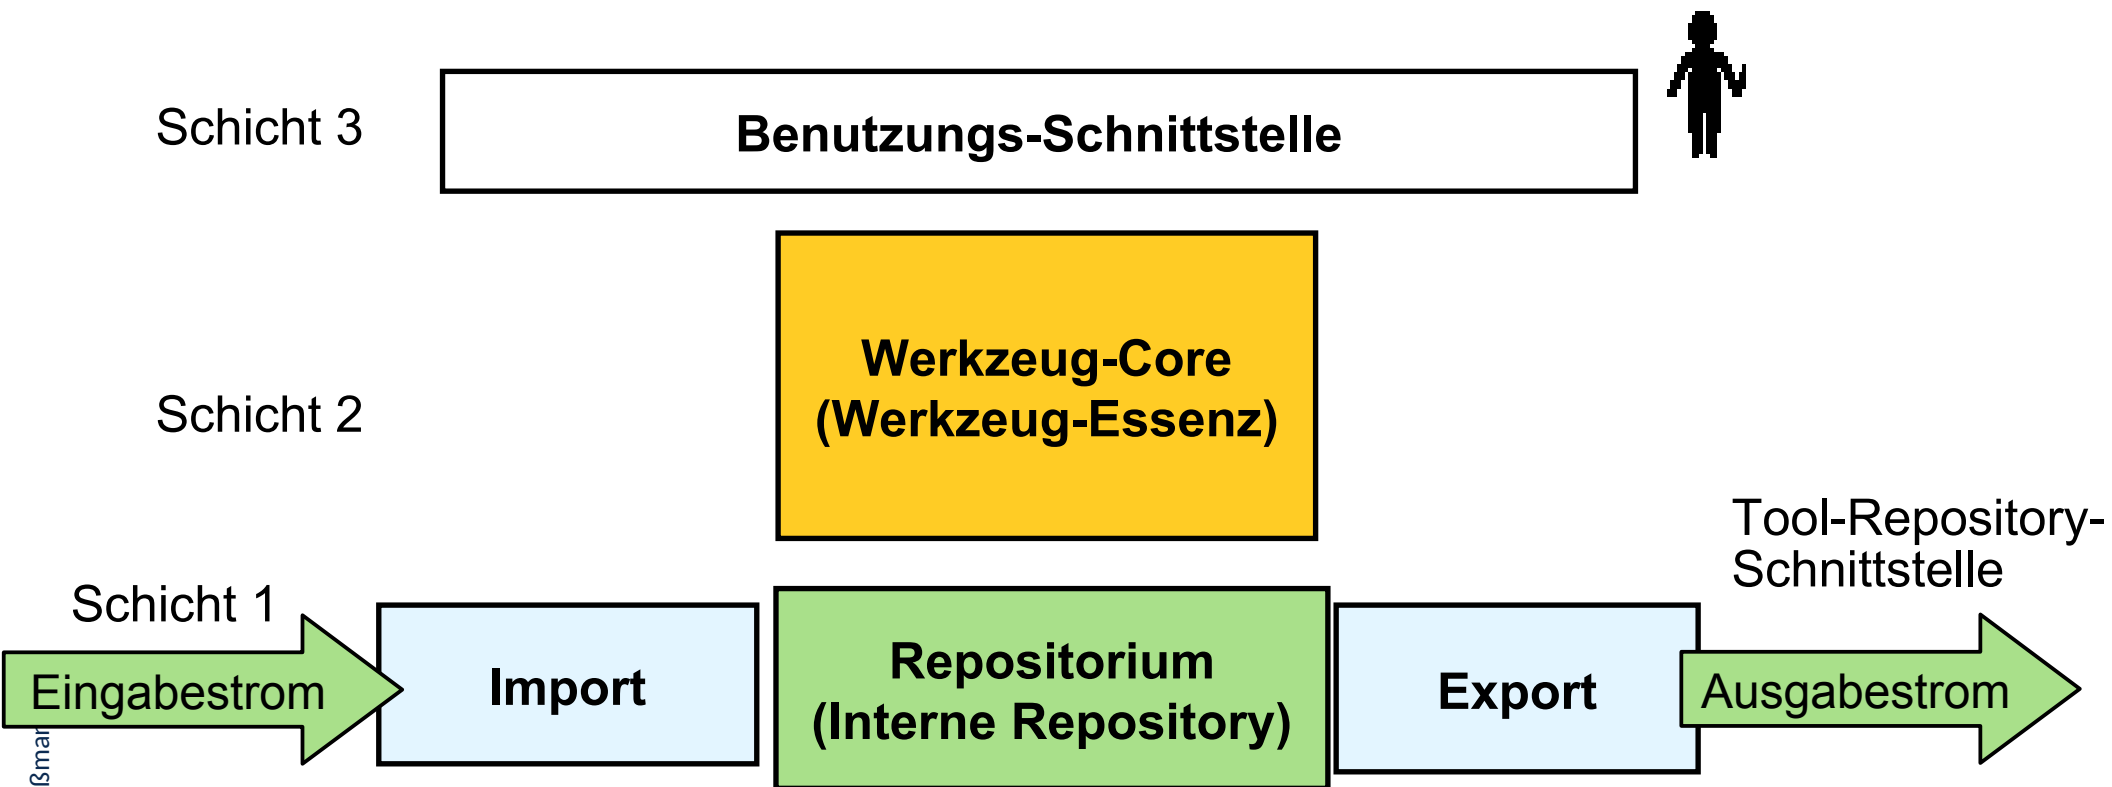 Schicht 3
Benutzungs-Schnittstelle
Schicht 2
Werkzeug-Core
(Werkzeug-Essenz)
Tool-Repository-
Schnittstelle
Schicht 1
Eingabestrom
Import
Repositorium
(Interne Repository)
Export
Ausgabestrom